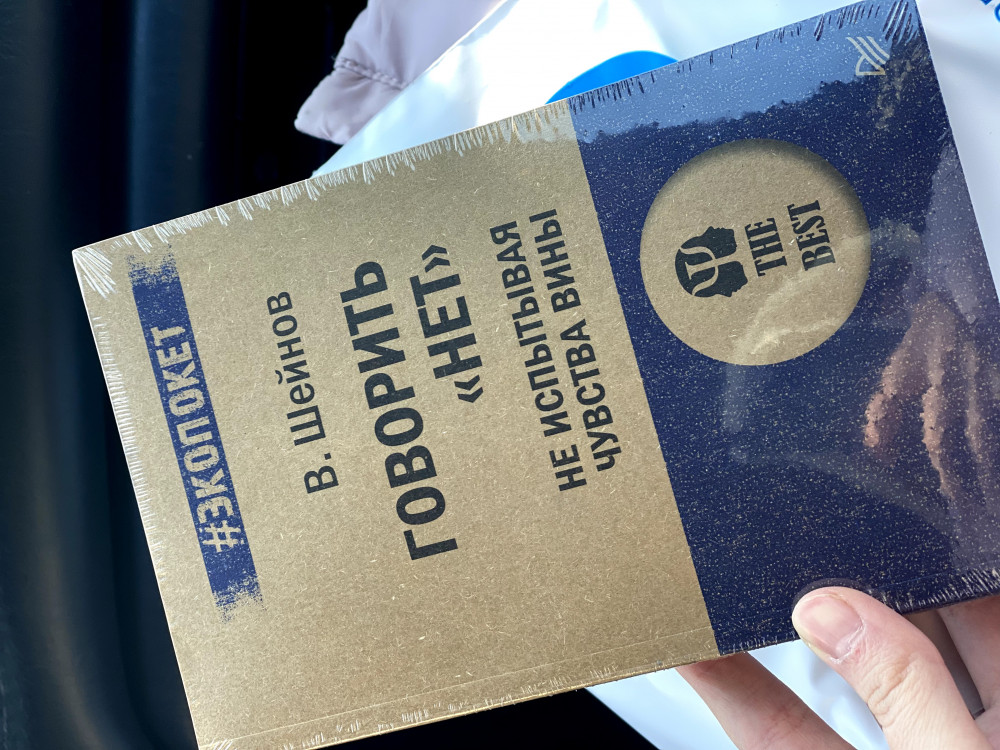 #ЭКОПОКЕТ
В. Шейнов
ГОВОРИТЬ
«НЕТ»
НЕ ИСПЫТЫВАЯ
ЧУВСТВА ВИНЫ
THE
BEST